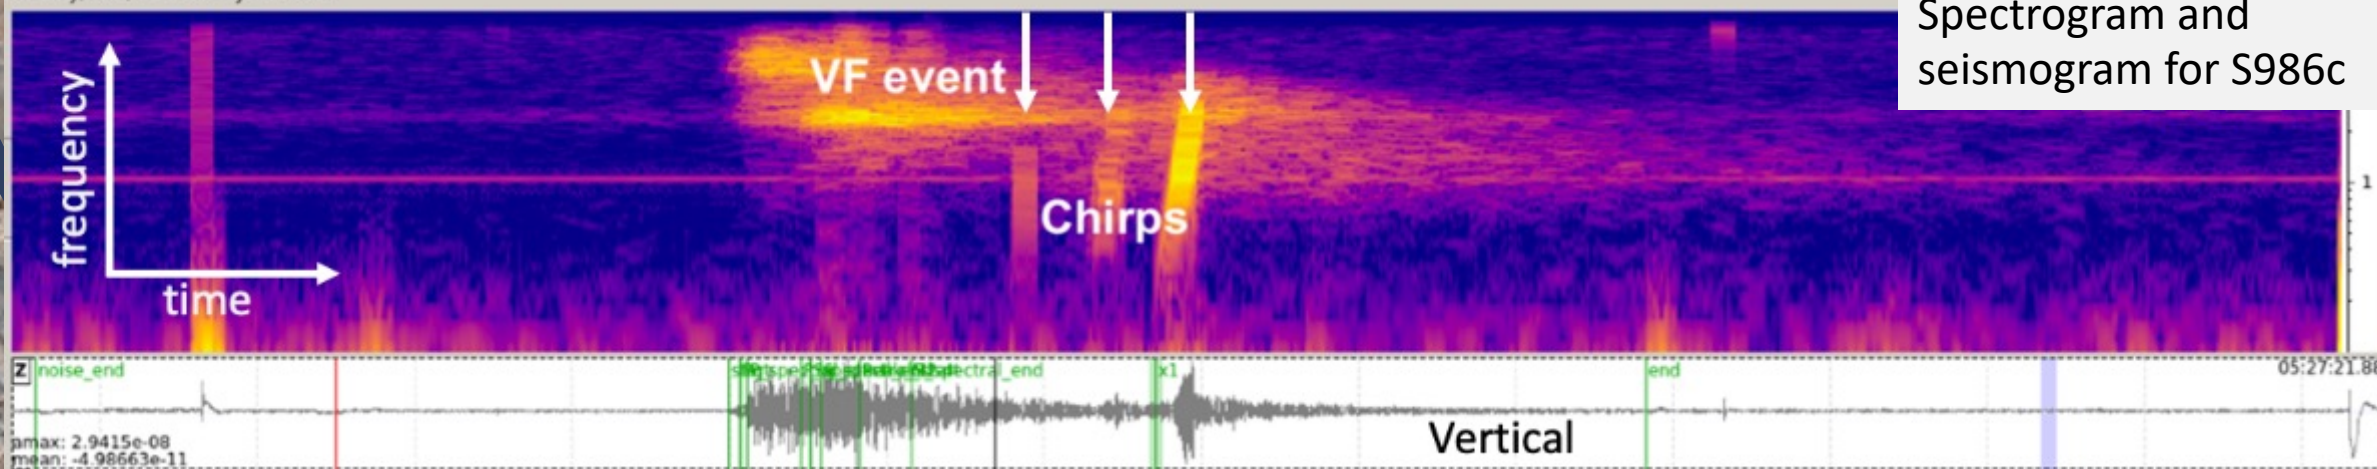 Spectrogram and
seismogram for S986c
VF event
frequency
Chirps
time
1
Z
noise_end
spectral_end
x1
end
05:27:21.88
amax: 2.9415e-08
mean: -4.98663e-11
Vertical